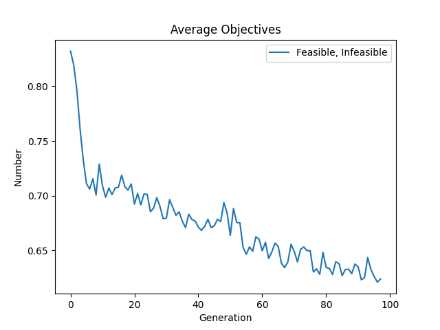 Average Objectives
Feasible, Infeasible
Number
0.80
0.75
0.70
0.65
0
20
40
60
80
100
Generation